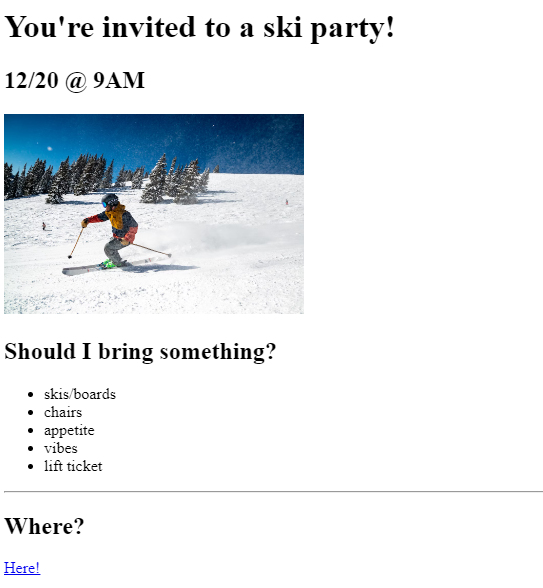 You're invited to a ski party!
12/20 @ 9AM
Should I bring something?
skis/boards
chairs
appetite
vibes
lift ticket
Where?
Here!